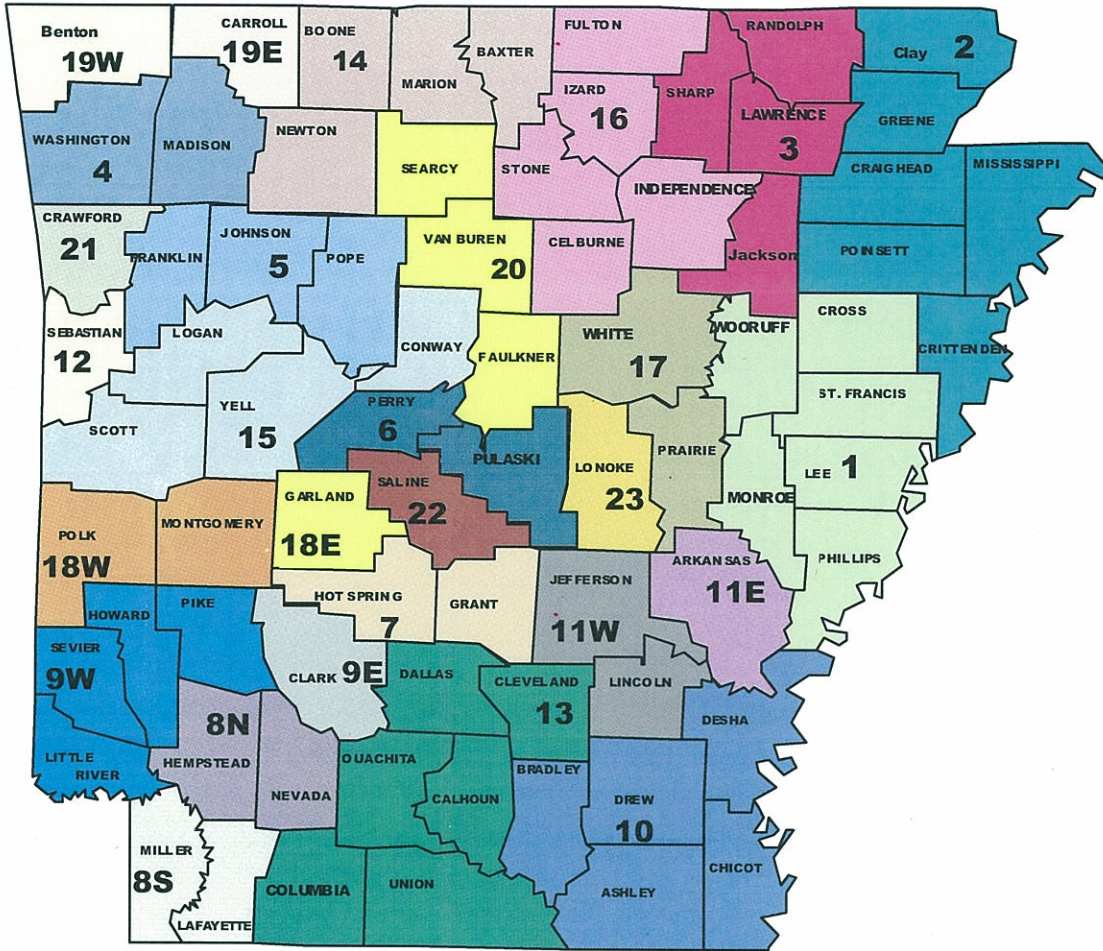 Benton
19W
CARROLL
19E
BOONE
14
MARION
BAXTER
FULTON
RANDOLPH
Clay 2
IZARD
16
SHARP
LAWRENCE
3
GREENE
WASHINGTON
4
MADISON
NEWTON
SEARCY
STONE
INDEPENDENCE
CRAIGHEAD
MISSISSIPPI
CRAWFORD
21
FRANKLIN
JOHNSON
5
POPE
VAN BUREN
20
CELBURNE
Jackson
POINSETT
SEBASTIAN
12
LOGAN
CONWAY
FAULKNER
WHITE
17
WOORUFF
CROSS
CRITTENDEN
SCOTT
YELL
15
PERRY
6
PULASKI
LONOKE
23
PRAIRIE
ST. FRANCIS
LEE 1
MONROE
PHILLIPS
POLK
18W
MONTGOMERY
GARLAND
18E
SALINE
22
HOT SPRING
7
GRANT
JEFFERSON
11W
ARKANSAS
11E
HOWARD
PIKE
SEVIER
9W
CLARK 9E
DALLAS
CLEVELAND
13
LINCOLN
DESHA
LITTLE
RIVER
8N
HEMPSTEAD
NEVADA
OUACHITA
CALHOUN
BRADLEY
DREW
10
CHICOT
MILLER
8S
LAFAYETTE
COLUMBIA
UNION
ASHLEY